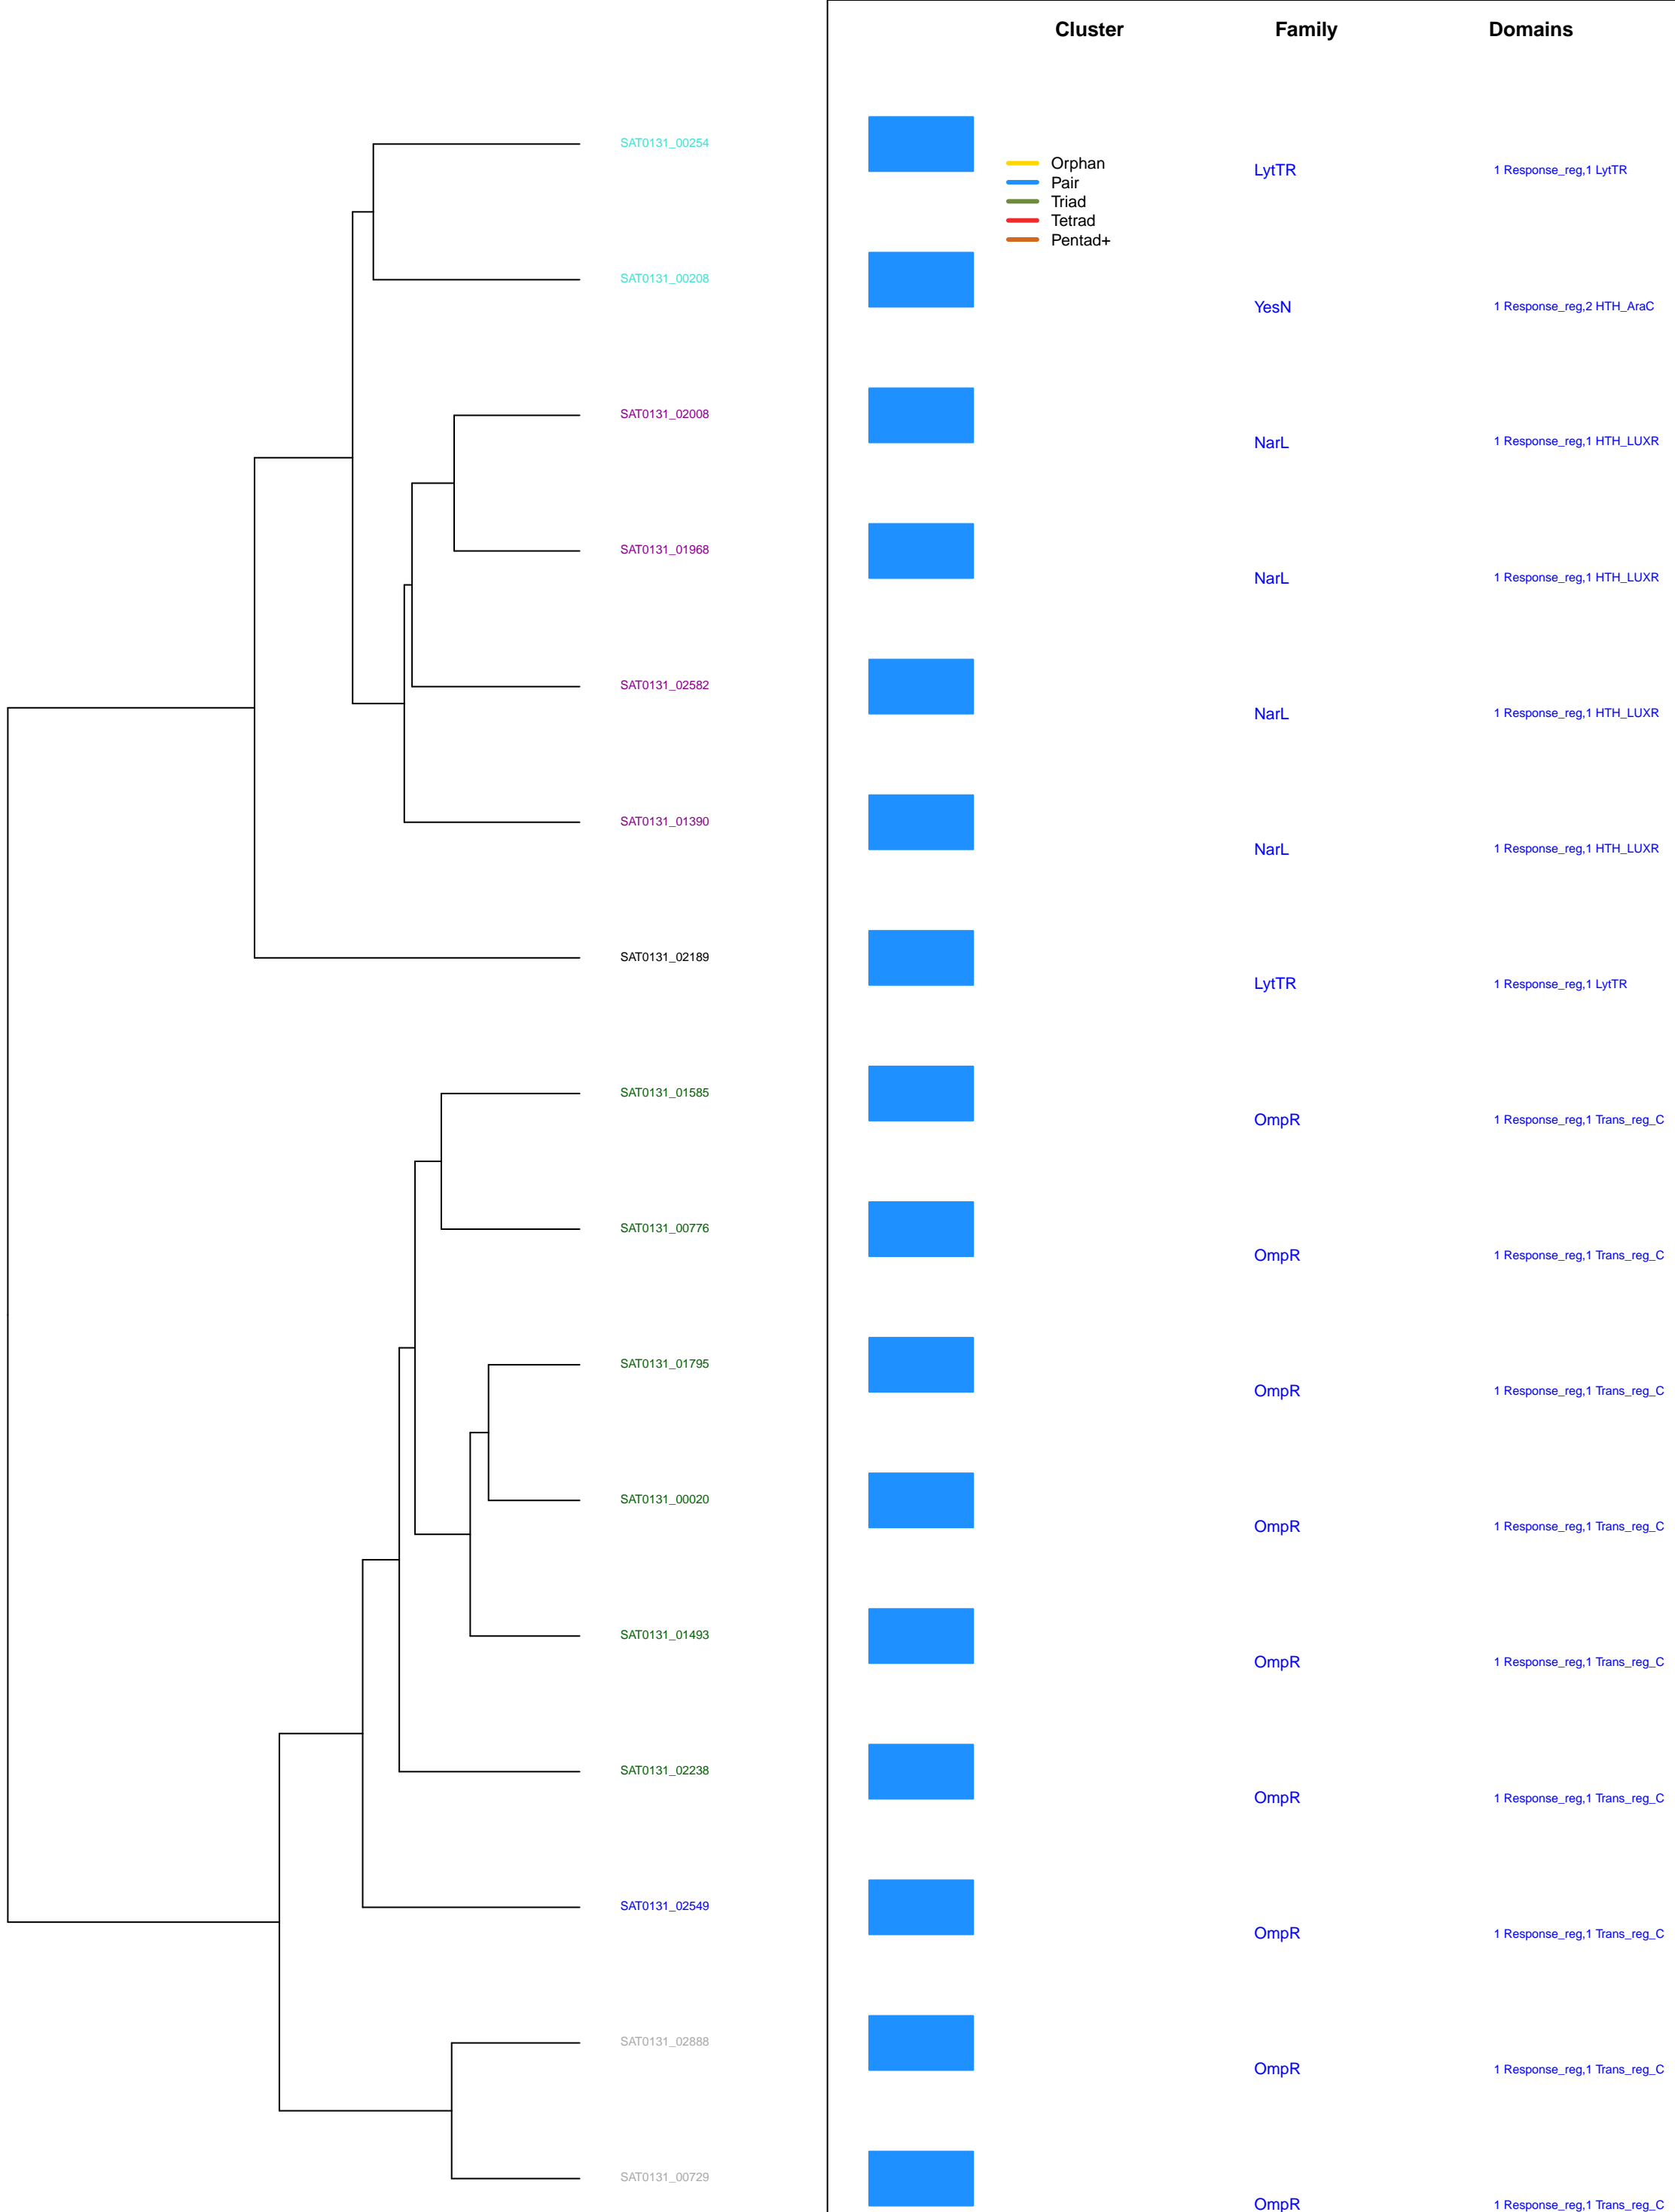 Cluster Family Domains
SAT0131_00254
Orphan
LytTR 1 Response_reg,1 LytTR
Pair
Triad
Tetrad
Pentad+
SAT0131_00208
YesN 1 Response_reg,2 HTH_AraC
SAT0131_02008
NarL 1 Response_reg,1 HTH_LUXR
SAT0131_01968
NarL 1 Response_reg,1 HTH_LUXR
SAT0131_02582
NarL 1 Response_reg,1 HTH_LUXR
SAT0131_01390
NarL 1 Response_reg,1 HTH_LUXR
SAT0131_02189
LytTR 1 Response_reg,1 LytTR
SAT0131_01585
OmpR 1 Response_reg,1 Trans_reg_C
SAT0131_00776
OmpR 1 Response_reg,1 Trans_reg_C
SAT0131_01795
OmpR 1 Response_reg,1 Trans_reg_C
SAT0131_00020
OmpR 1 Response_reg,1 Trans_reg_C
SAT0131_01493
OmpR 1 Response_reg,1 Trans_reg_C
SAT0131_02238
OmpR 1 Response_reg,1 Trans_reg_C
SAT0131_02549
OmpR 1 Response_reg,1 Trans_reg_C
SAT0131_02888
OmpR 1 Response_reg,1 Trans_reg_C
SAT0131_00729
OmpR 1 Response_reg,1 Trans_reg_C